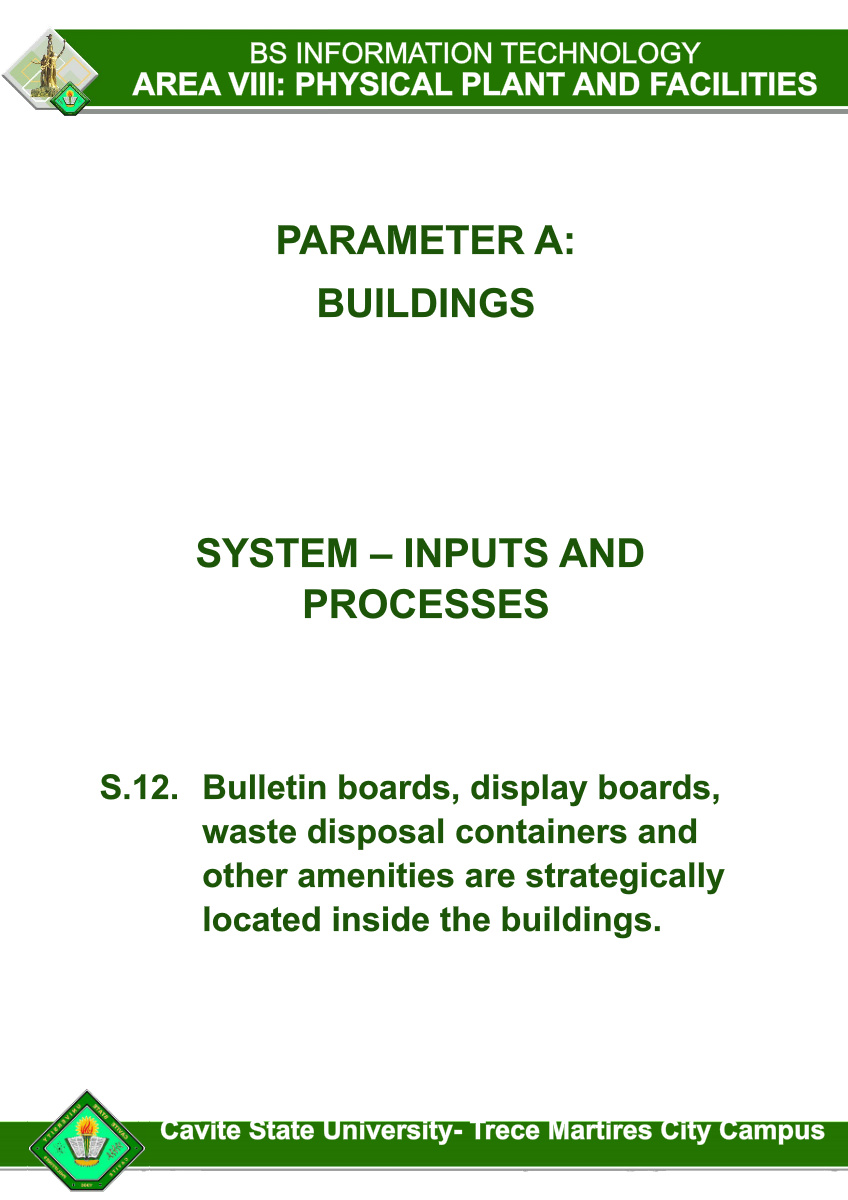 BS INFORMATION TECHNOLOGY
AREA VIII: PHYSICAL PLANT AND FACILITIES
PARAMETER A:
BUILDINGS
SYSTEM – INPUTS AND
PROCESSES
S.12. Bulletin boards, display boards,
waste disposal containers and
other amenities are strategically
located inside the buildings.
Cavite State University- Trece Martires City Campus